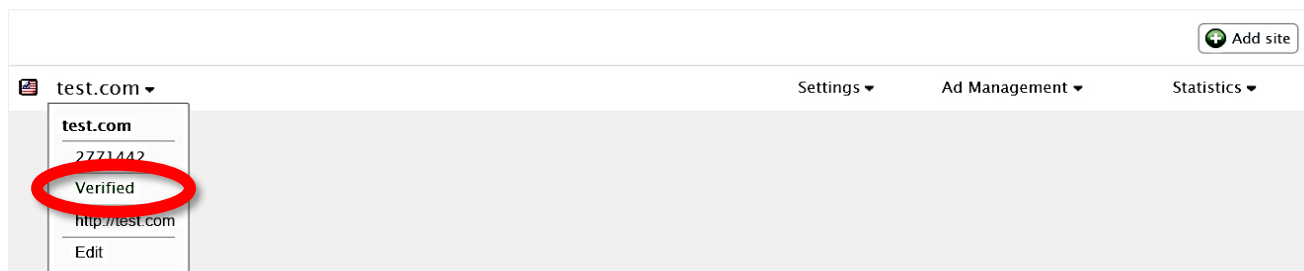 Add site
test.com Settings Ad Management Statistics
test.com
2771442
Verified
http://test.com
Edit